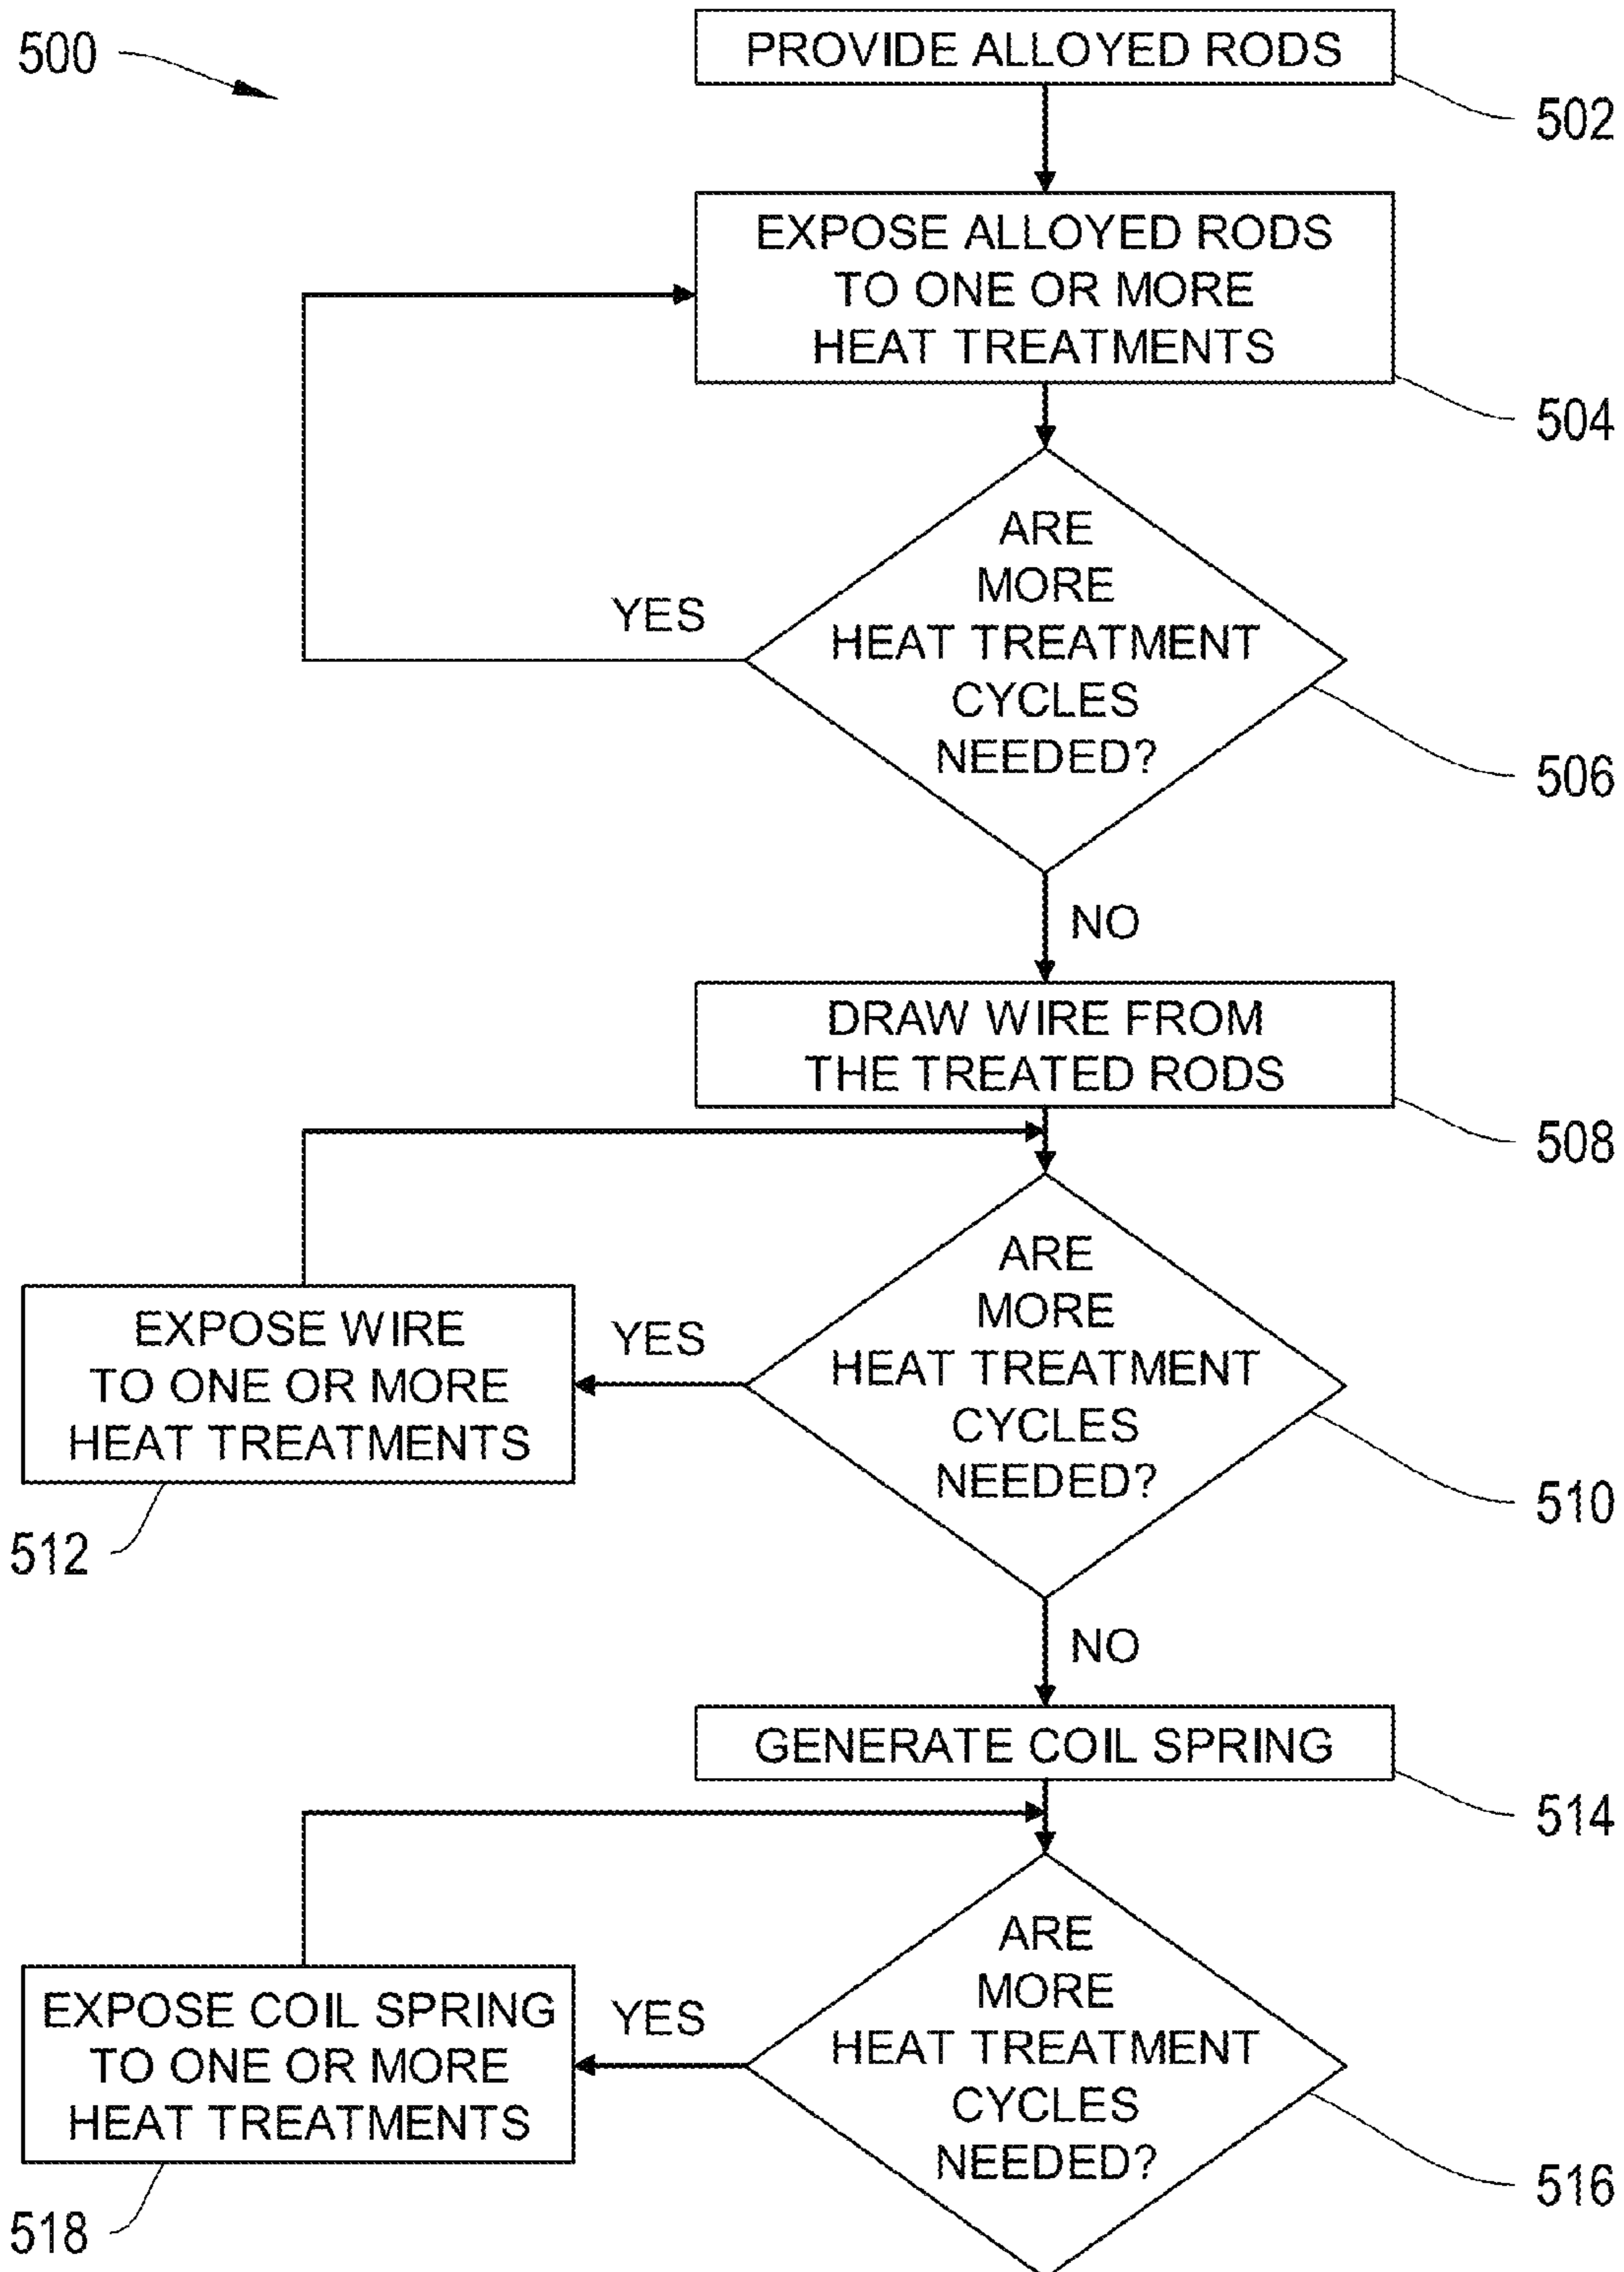 500
PROVIDE ALLOYED RODS
502
EXPOSE ALLOYED RODS
TO ONE OR MORE
HEAT TREATMENTS
504
ARE
MORE
HEAT TREATMENT
CYCLES
NEEDED?
YES
506
NO
DRAW WIRE FROM
THE TREATED RODS
508
ARE
MORE
HEAT TREATMENT
CYCLES
NEEDED?
YES
510
EXPOSE WIRE
TO ONE OR MORE
HEAT TREATMENTS
512
NO
GENERATE COIL SPRING
514
ARE
MORE
HEAT TREATMENT
CYCLES
NEEDED?
YES
516
EXPOSE COIL SPRING
TO ONE OR MORE
HEAT TREATMENTS
518